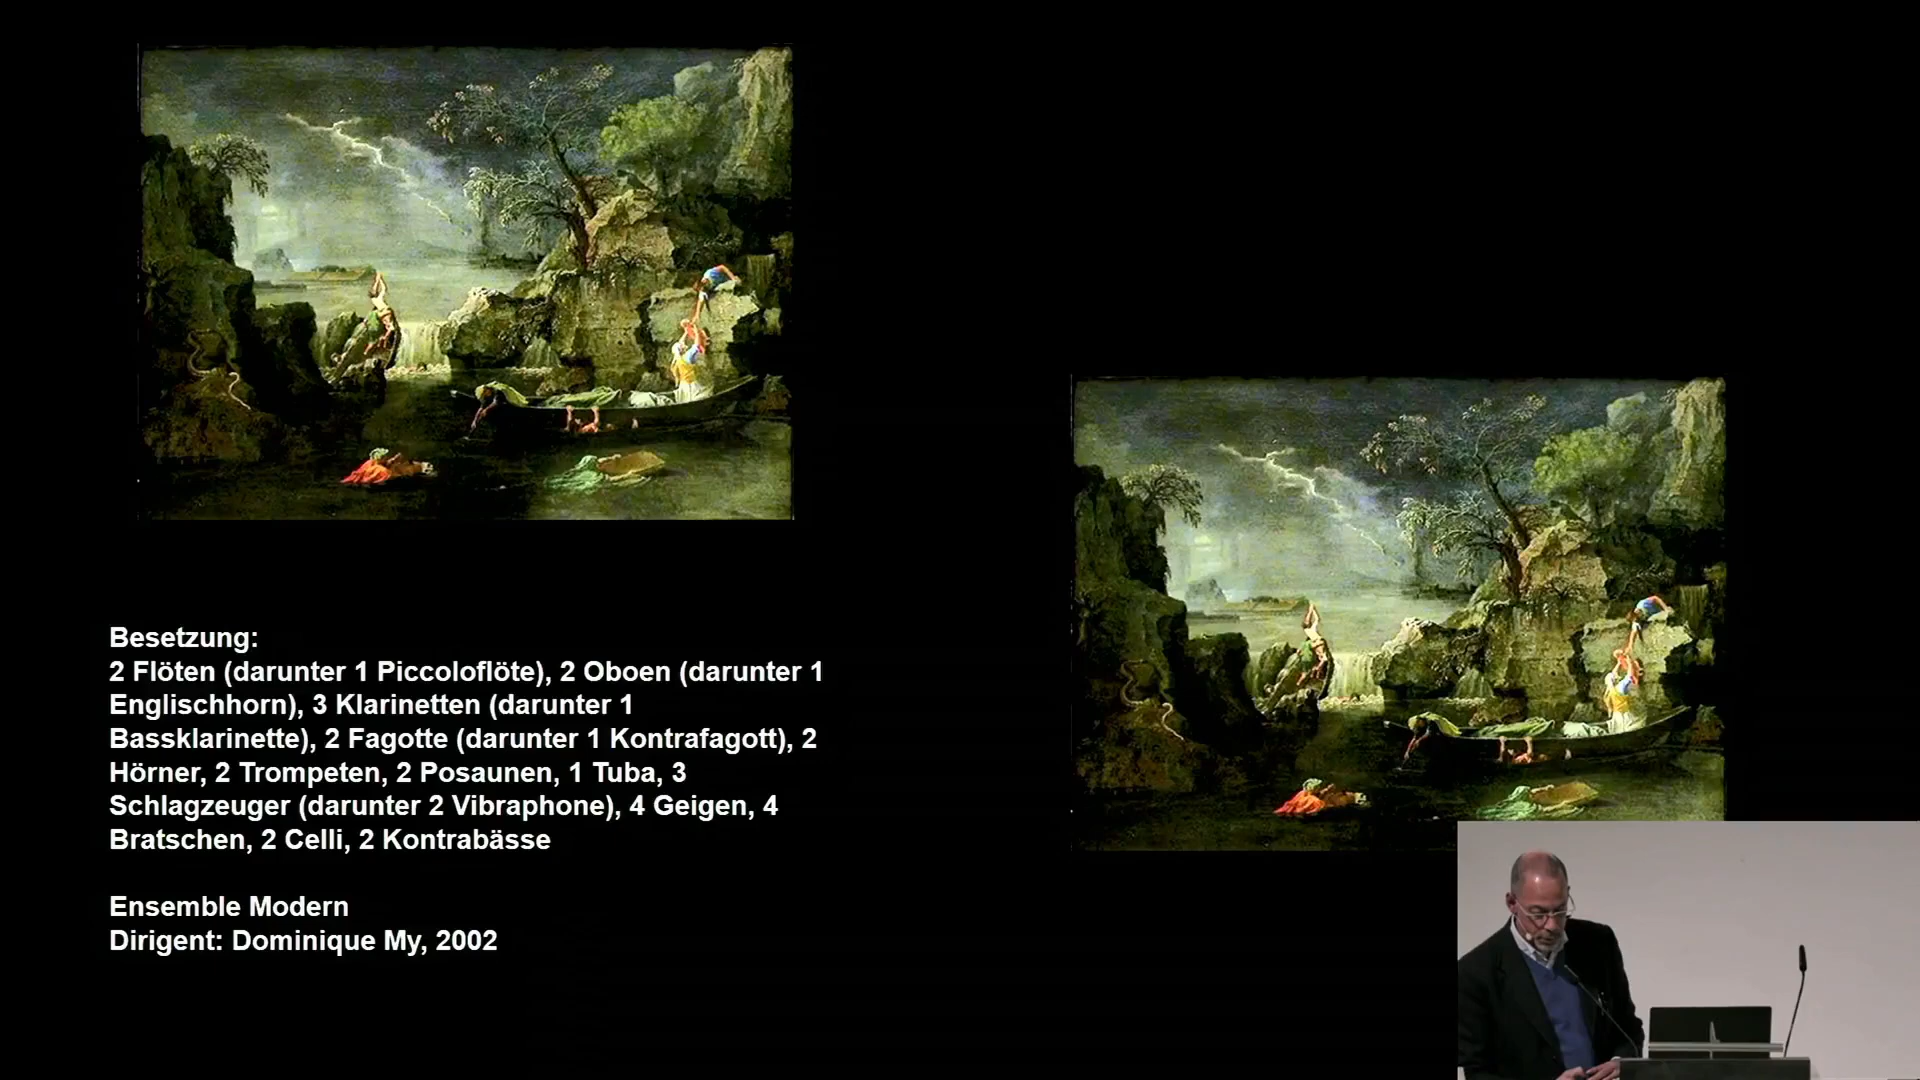 Besetzung:
2 Flöten (darunter 1 Piccoloflöte), 2 Oboen (darunter 1
Englischhorn), 3 Klarinetten (darunter 1
Bassklarinette), 2 Fagotte (darunter 1 Kontrafagott), 2
Hörner, 2 Trompeten, 2 Posaunen, 1 Tuba, 3
Schlagzeuger (darunter 2 Vibraphone), 4 Geigen, 4
Bratschen, 2 Celli, 2 Kontrabässe
Ensemble Modern
Dirigent: Dominique My, 2002